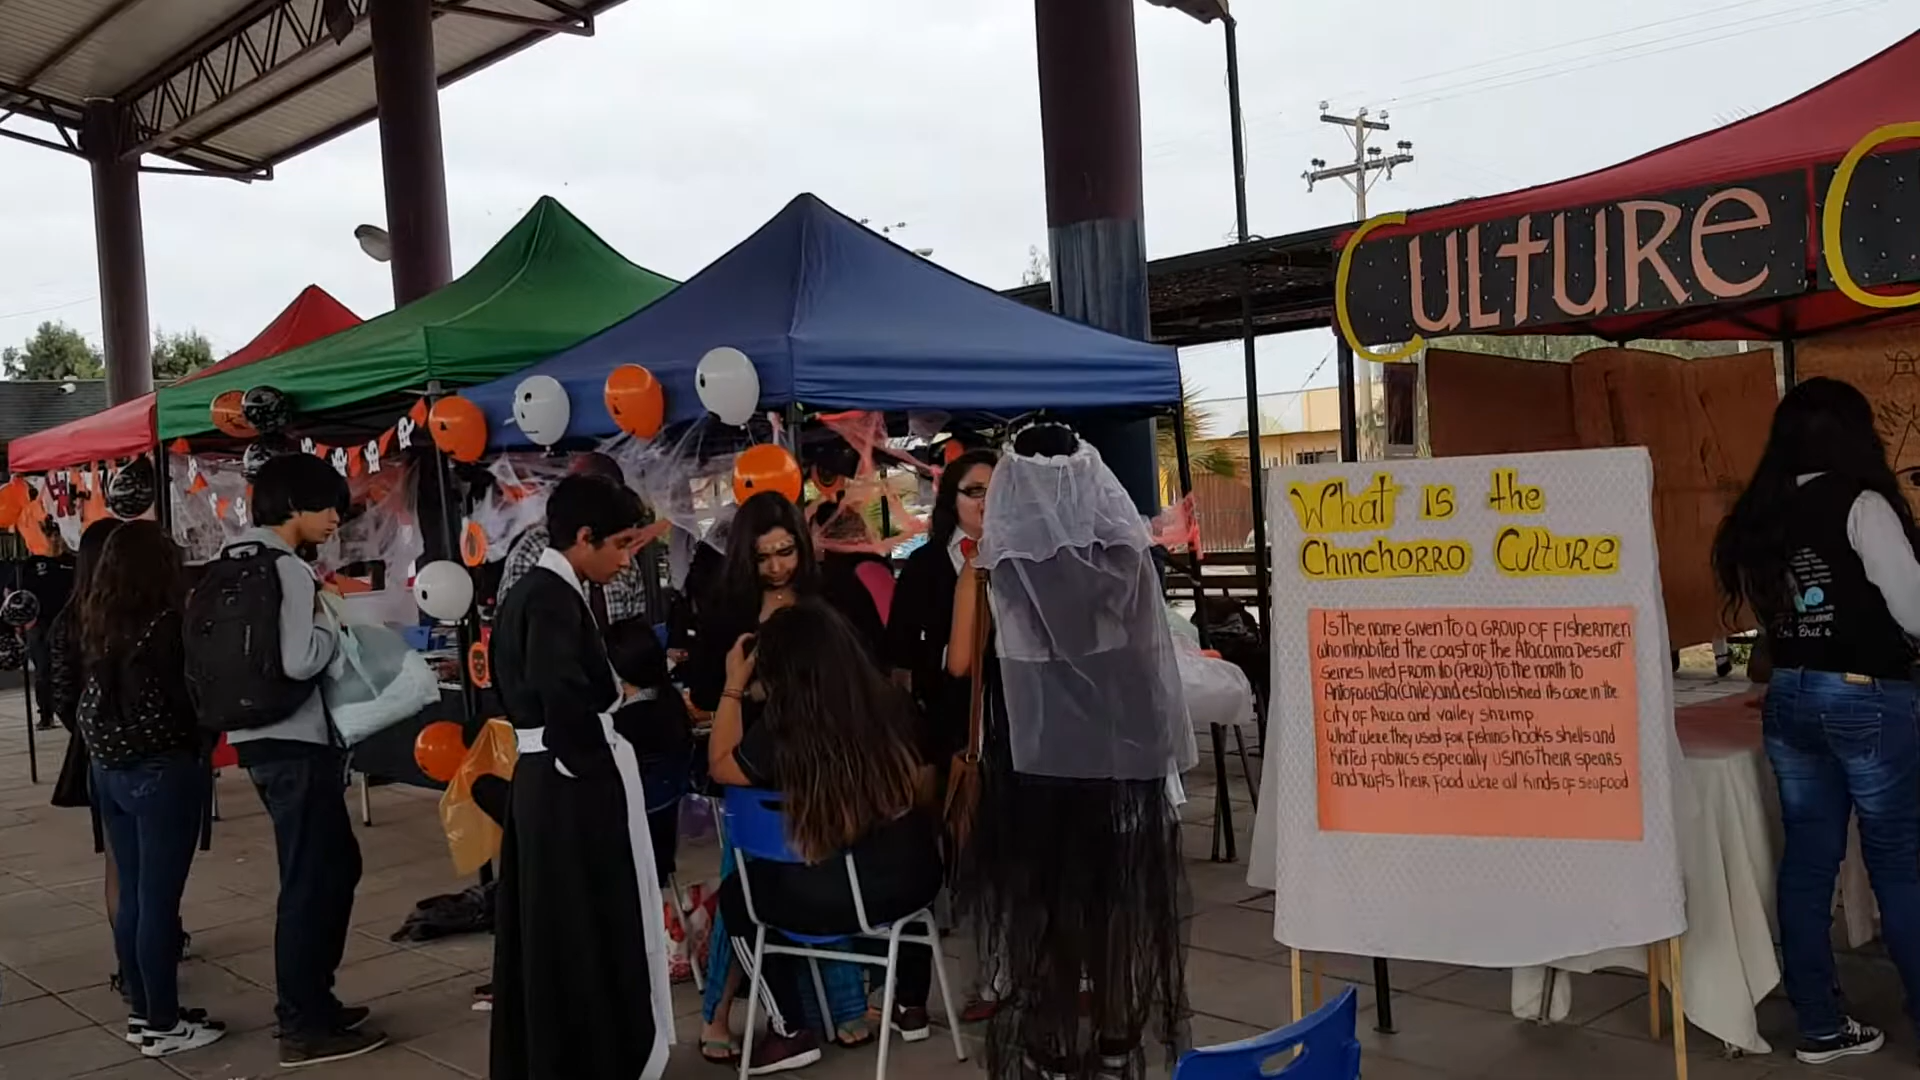 CULTURE C
What is the
Chinchorro Culture
Is the name given to a group of fishermen
who inhabited the coast of the Atacama Desert
seines lived from Ilo (Peru) to the north to
Antofagasta (Chile) and established its core in the
city of Arica and vailey shrimp.
what were they used for fishing hooks shells and
knited fabrics especially using their spears
and rafts their food were all kinds of seafood